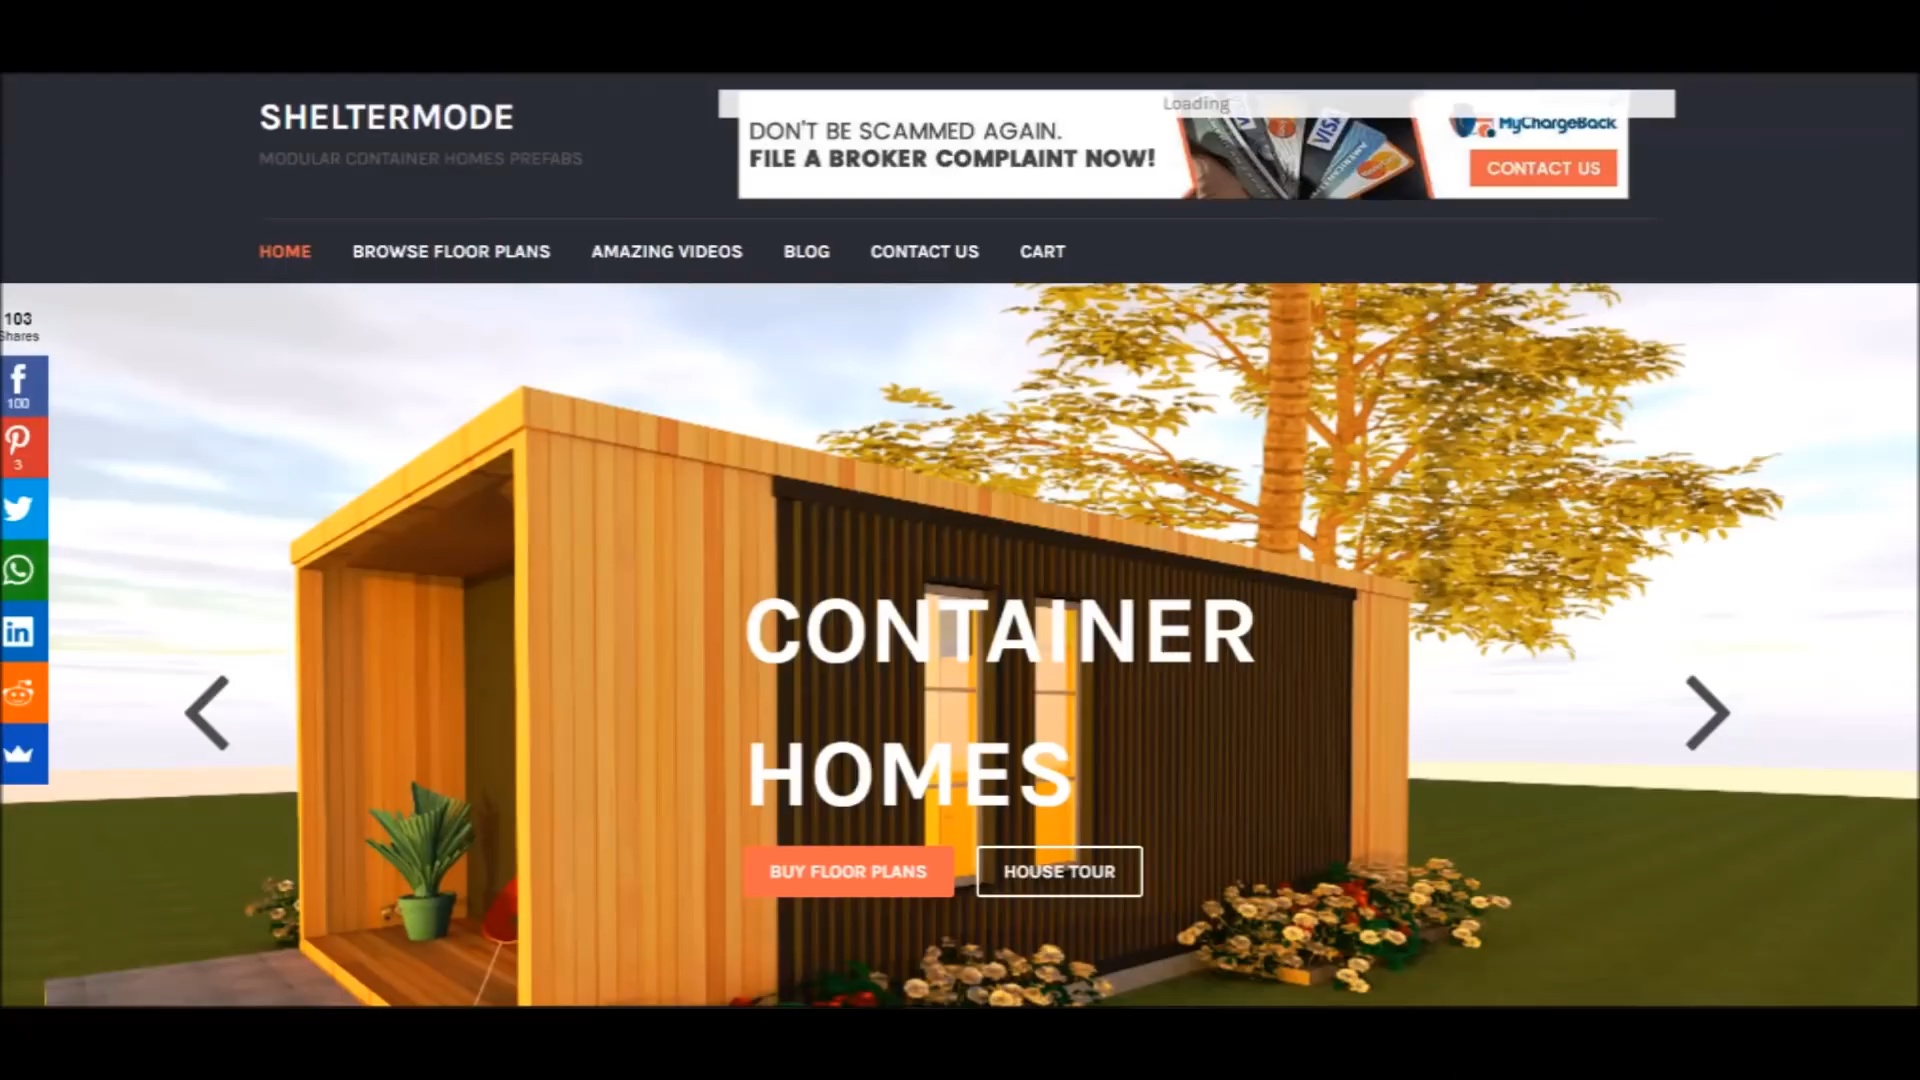 SHELTERMODE
MODULAR CONTAINER HOMES PREFABS
Loading
DON'T BE SCAMMED AGAIN.
FILE A BROKER COMPLAINT NOW!
VISA
MyChargeBack
CONTACT US
HOME BROWSE FLOOR PLANS AMAZING VIDEOS BLOG CONTACT US CART
103
Shares
100
3
CONTAINER
HOMES
BUY FLOOR PLANS HOUSE TOUR